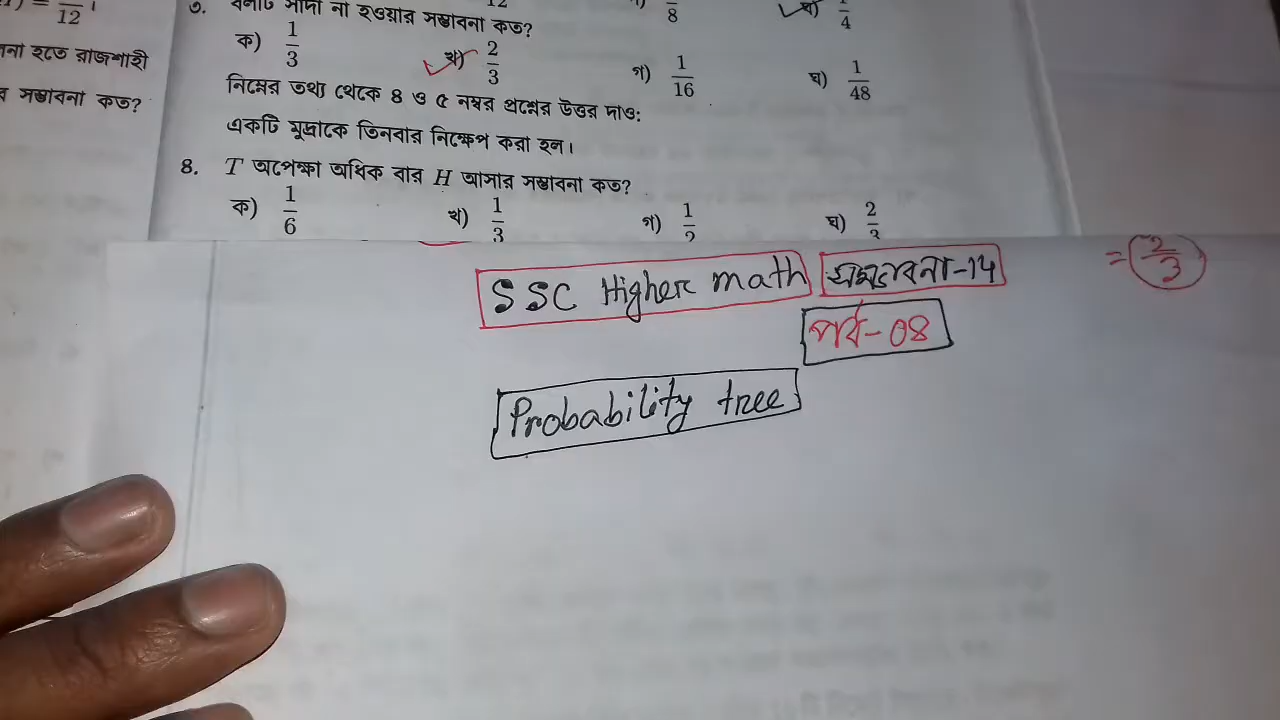 12
৩. বলটি সাদা না হওয়ার সম্ভাবনা কত?
8
4
ক) 1/3 খ) 2/3 গ) 1/16 ঘ) 1/48
হতে রাজশাহী
সম্ভাবনা কত?
নিম্নের তথ্য থেকে ৪ ও ৫ নম্বর প্রশ্নের উত্তর দাও:
একটি মুদ্রাকে তিনবার নিক্ষেপ করা হল।
৪. T অপেক্ষা অধিক বার H আসার সম্ভাবনা কত?
ক) 1/6 খ) 1/3 গ) 1/2 ঘ) 2/3
SSC Higher math সম্ভাবনা-14
= 2/3
পর্ব-08
Probability tree